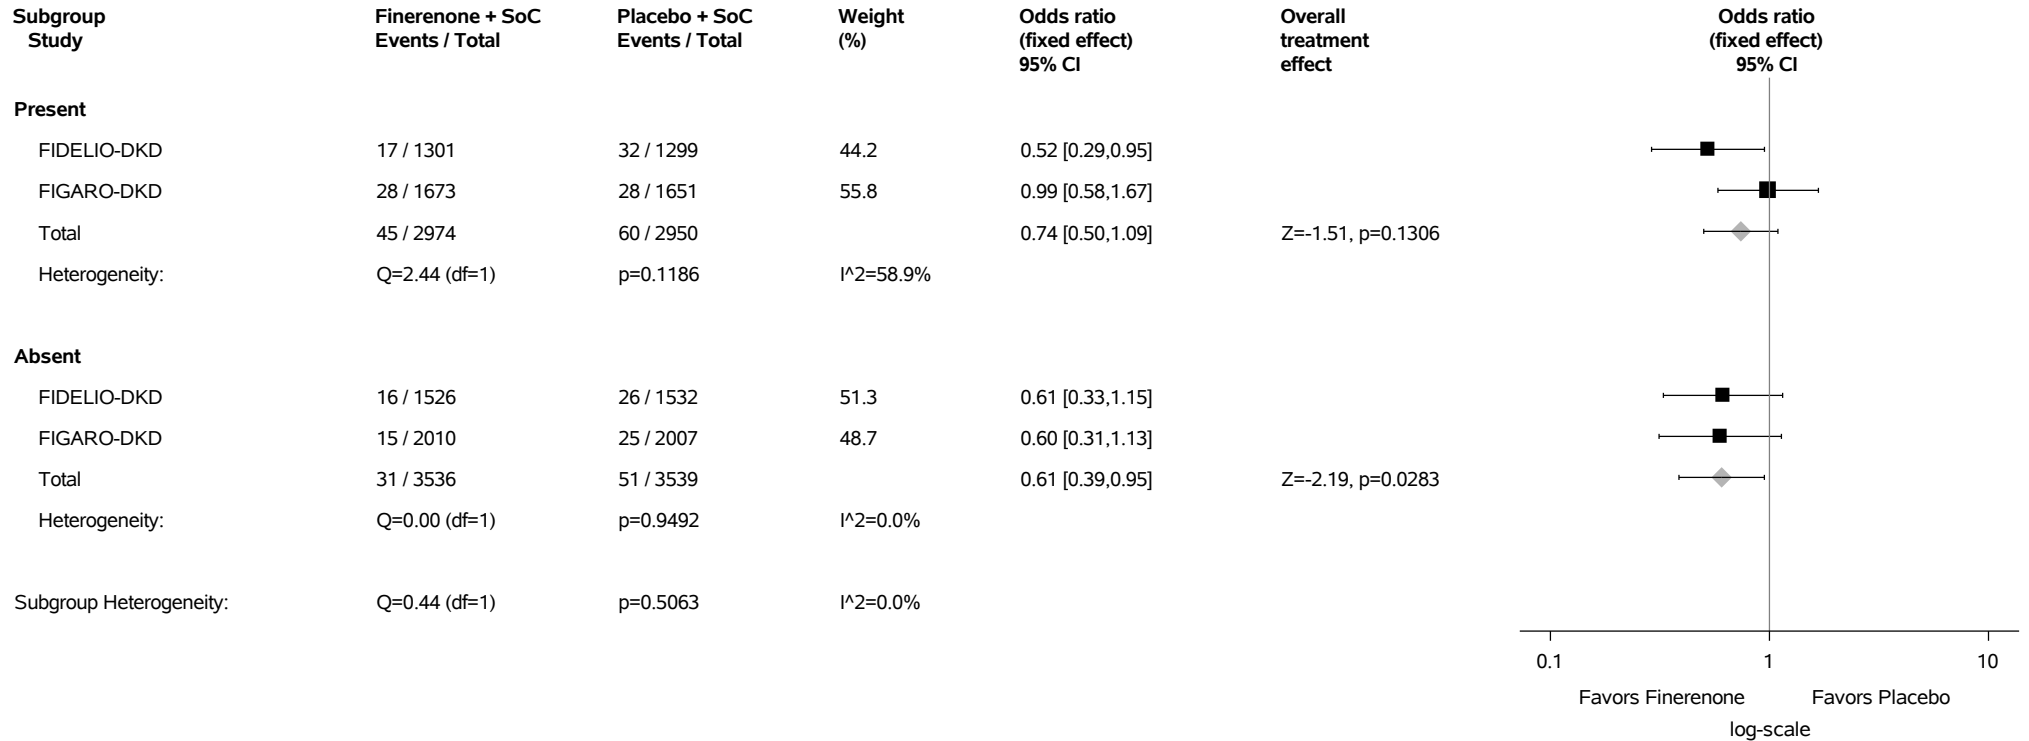 Subgroup Finerenone + SoC Placebo + SoC Weight Odds ratio Overall Odds ratio
Study Events / Total Events / Total (%) (fixed effect) treatment (fixed effect)
95% CI effect 95% CI
Present
FIDELIO-DKD 17 / 1301 32 / 1299 44.2 0.52 [0.29,0.95]
FIGARO-DKD 28 / 1673 28 / 1651 55.8 0.99 [0.58,1.67]
Total 45 / 2974 60 / 2950 0.74 [0.50,1.09] Z=-1.51, p=0.1306
Heterogeneity: Q=2.44 (df=1) p=0.1186 I^2=58.9%
Absent
FIDELIO-DKD 16 / 1526 26 / 1532 51.3 0.61 [0.33,1.15]
FIGARO-DKD 15 / 2010 25 / 2007 48.7 0.60 [0.31,1.13]
Total 31 / 3536 51 / 3539 0.61 [0.39,0.95] Z=-2.19, p=0.0283
Heterogeneity: Q=0.00 (df=1) p=0.9492 I^2=0.0%
Subgroup Heterogeneity: Q=0.44 (df=1) p=0.5063 I^2=0.0%
0.1 1 10
Favors Finerenone Favors Placebo
log-scale